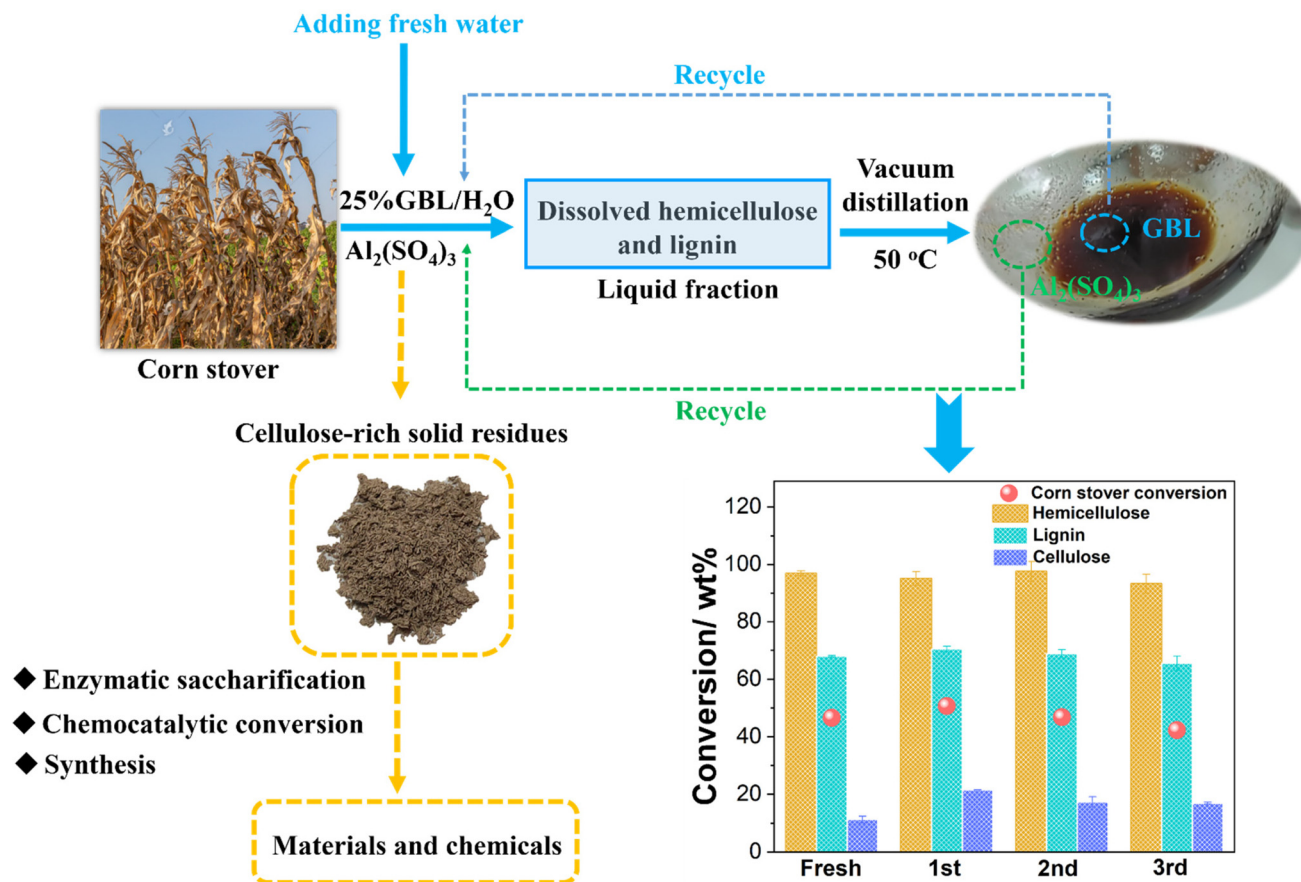 Adding fresh water
Recycle
25%GBL/H₂O
Al₂(SO₄)₃
Corn stover
Dissolved hemicellulose
and lignin
Liquid fraction
Vacuum
distillation
50 °C
GBL
Al₂(SO₄)₃
Recycle
Cellulose-rich solid residues
◆ Enzymatic saccharification
◆ Chemocatalytic conversion
◆ Synthesis
Materials and chemicals
Conversion/ wt%
120
100
80
60
40
20
0
Corn stover conversion
Hemicellulose
Lignin
Cellulose
Fresh 1st 2nd 3rd